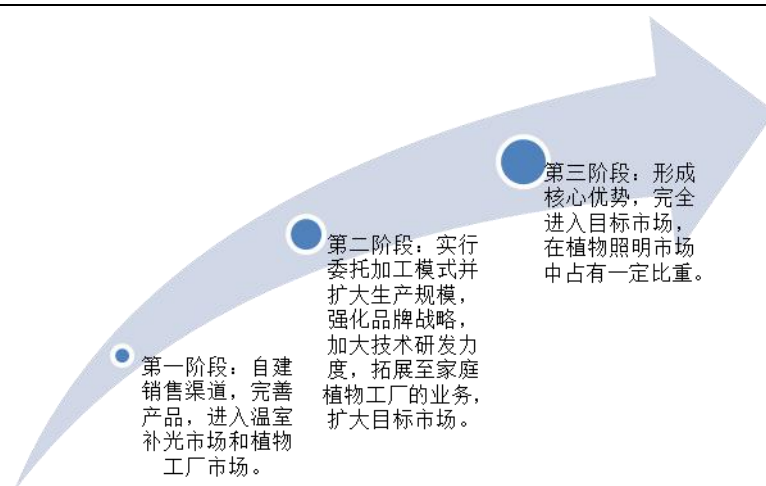 第一阶段：自建
销售渠道，完善
产品，进入温室
补光市场和植物
工厂市场。
第二阶段：实行
委托加工模式并
扩大生产规模，
强化品牌战略，
加大技术研发力
度，拓展至家庭
植物工厂的业务，
扩大目标市场。
第三阶段：形成
核心优势，完全
进入目标市场，
在植物照明市场
中占有一定比重。